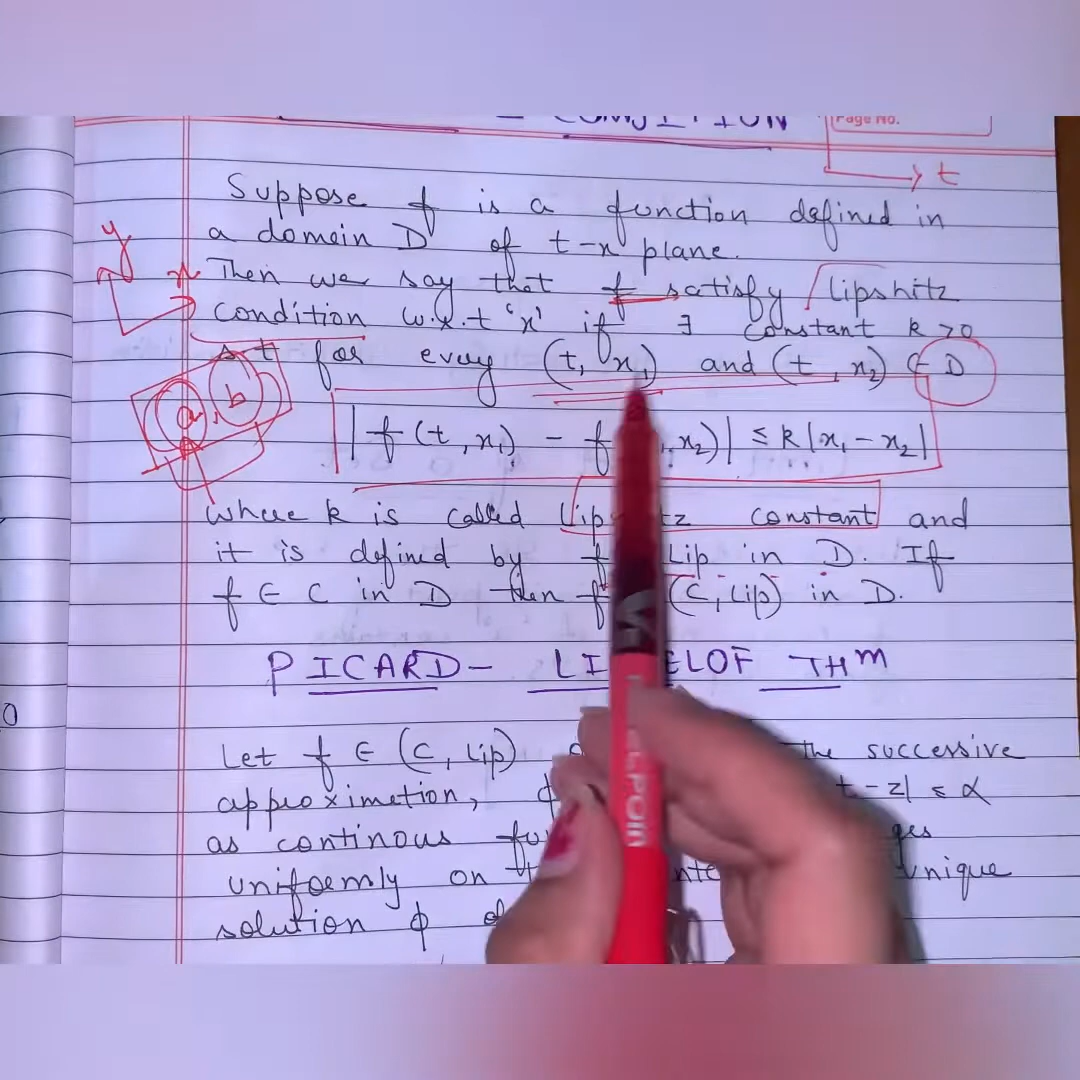 CONDITION
Page No.
t
Suppose f is a function defined in
a domain D of t-x plane.
y
x
Then we say that f satisfy Lipshitz
condition w.r.t 'x' if ∃ constant k > 0
s.t for every (t, x₁) and (t, x₂) ∈ D
a, b
|f(t, x₁) - f , x₂)| ≤ k|x₁ - x₂|
where k is called constant and
it is defined by f Lip in D. If
f ∈ C in D then f (C, Lip) in D.
PICARD- ELOF THM
Let f ∈ (C, Lip) the successive
approximation, t-z| ≤ α
as continous
uniformly on unique
solution ϕ